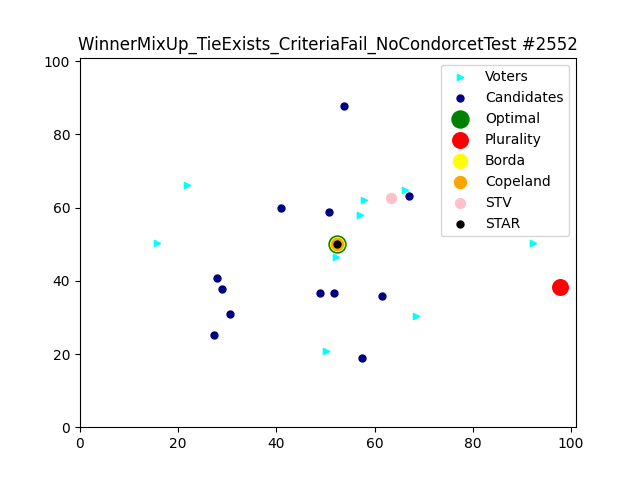 WinnerMixUp_TieExists_CriteriaFail_NoCondorcetTest #2552
100
80
60
40
20
0
0
20
40
60
80
100
Voters
Candidates
Optimal
Plurality
Borda
Copeland
STV
STAR